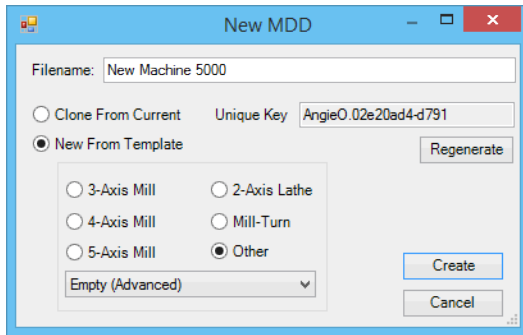 New MDD
Filename: New Machine 5000
Clone From Current Unique Key AngieO.02e20ad4-d791
New From Template Regenerate
3-Axis Mill 2-Axis Lathe
4-Axis Mill Mill-Turn
5-Axis Mill Other
Empty (Advanced) Create
Cancel